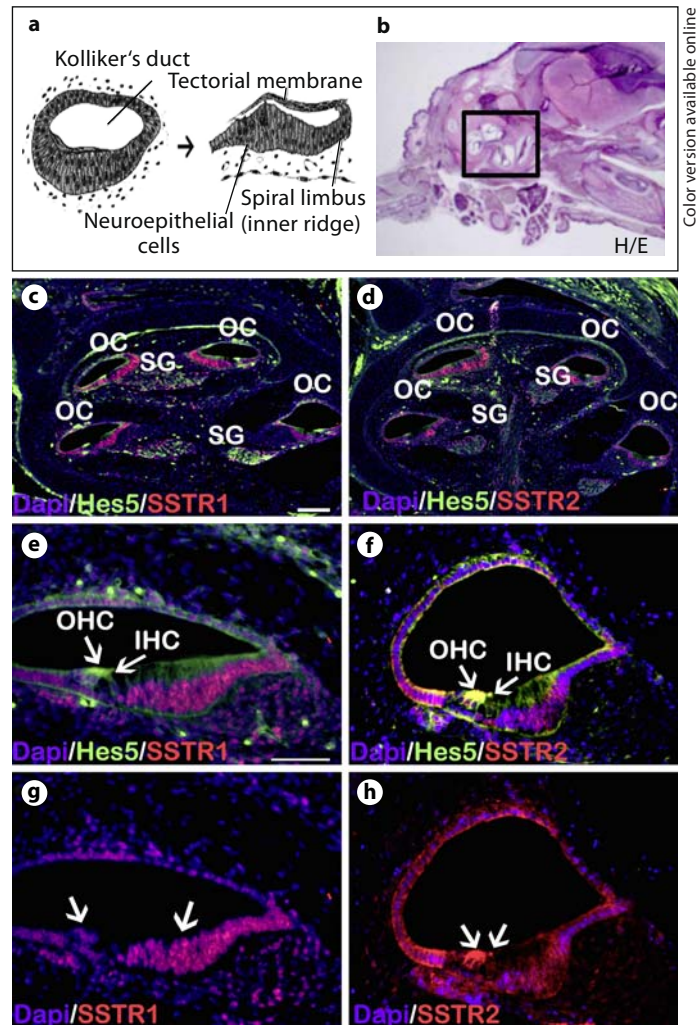 a
Kolliker's duct
Tectorial membrane
Neuroepithelial
cells
Spiral limbus
(inner ridge)
b
H/E
Color version available online
c
OC
OC
SG
OC
OC
SG
Dapi/Hes5/SSTR1
d
OC
OC
OC
SG
SG
OC
Dapi/Hes5/SSTR2
e
OHC
IHC
Dapi/Hes5/SSTR1
f
OHC
IHC
Dapi/Hes5/SSTR2
g
Dapi/SSTR1
h
Dapi/SSTR2